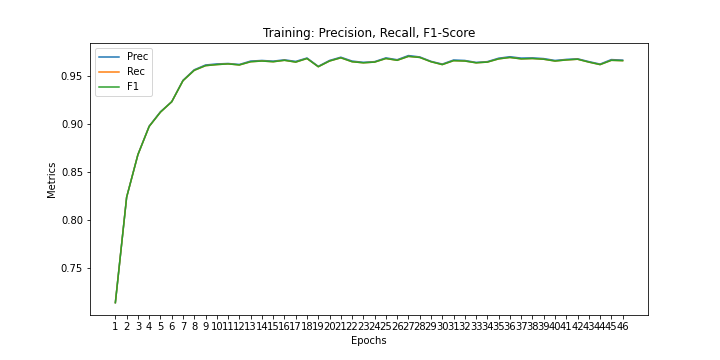 Training: Precision, Recall, F1-Score
Prec
Rec
F1
0.95
0.90
0.85
0.80
0.75
Metrics
1 2 3 4 5 6 7 8 9 10 11 12 13 14 15 16 17 18 19 20 21 22 23 24 25 26 27 28 29 30 31 32 33 34 35 36 37 38 39 40 41 42 43 44 45 46
Epochs